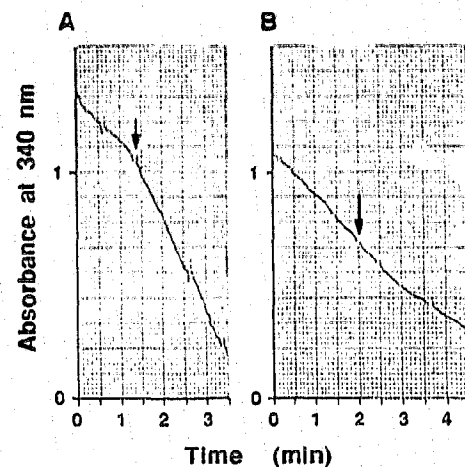 A B
Absorbance at 340 nm
1 1
0 0
0 1 2 3 0 1 2 3 4
Time (min)